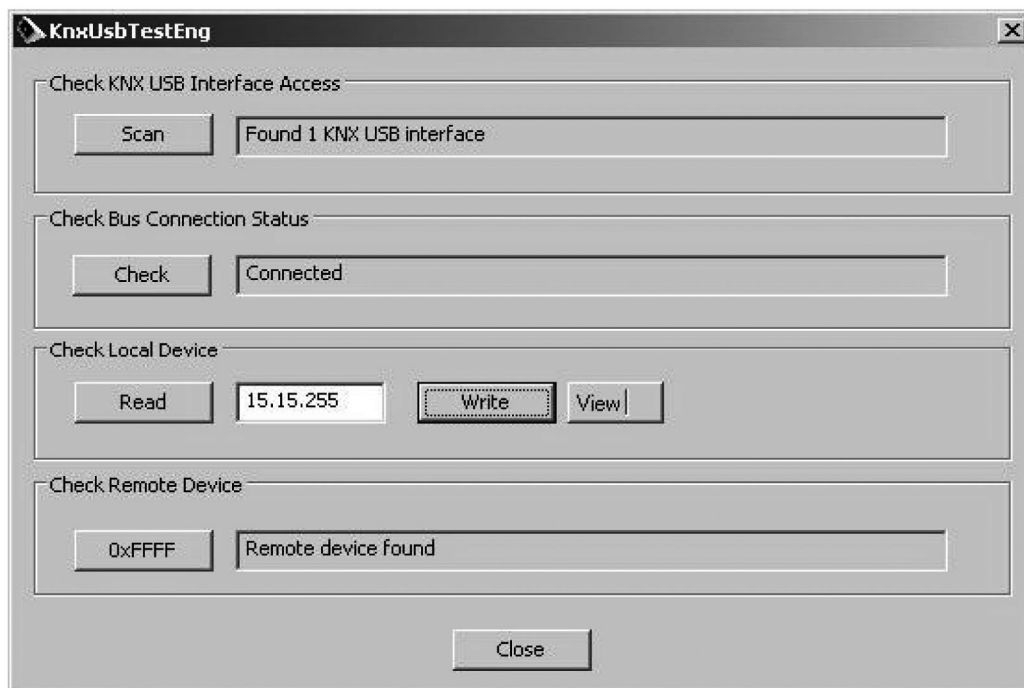 KnxUsbTestEng
Check KNX USB Interface Access
Scan Found 1 KNX USB interface
Check Bus Connection Status
Check Connected
Check Local Device
Read 15.15.255 Write View
Check Remote Device
0xFFFF Remote device found
Close